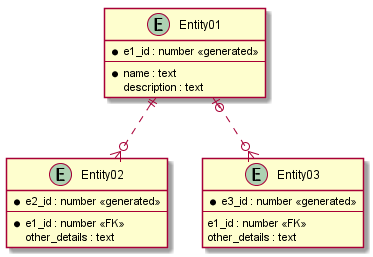 E Entity01
● e1_id : number «generated»
● name : text
description : text
E Entity02
● e2_id : number «generated»
● e1_id : number «FK»
other_details : text
E Entity03
● e3_id : number «generated»
e1_id : number «FK»
other_details : text